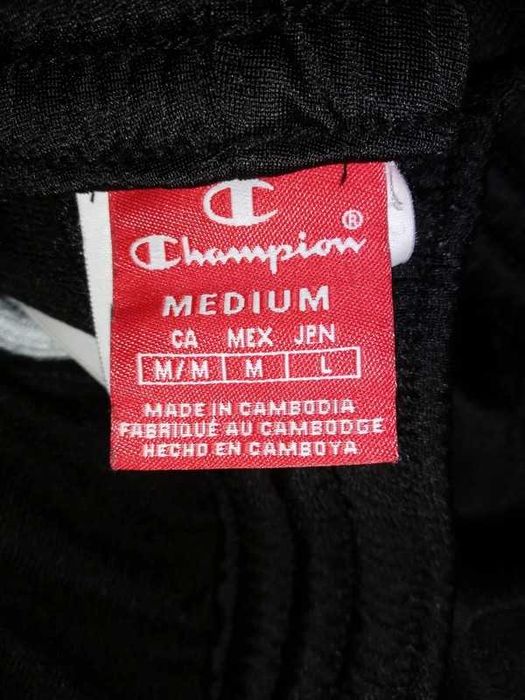 C
Champion®
MEDIUM
CA MEX JPN
M/M M L
MADE IN CAMBODIA
FABRIQUÉ AU CAMBODGE
HECHO EN CAMBOYA